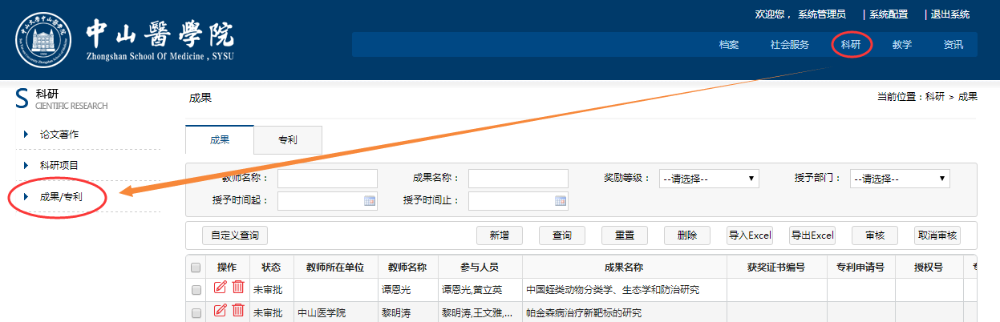 欢迎您， 系统管理员 | 系统配置 | 退出系统
中山醫學院
Zhongshan School Of Medicine , SYSU
档案 社会服务 科研 教学 资讯
S 科研
CIENTIFIC RESEARCH
论文著作
科研项目
成果/专利
成果
当前位置：科研 > 成果
成果 专利
教师名称： 成果名称： 奖励等级： --请选择-- 授予部门： --请选择--
授予时间起： 授予时间止：
自定义查询 新增 查询 重置 删除 导入Excel 导出Excel 审核 取消审核
操作 状态 教师所在单位 教师名称 参与人员 成果名称 获奖证书编号 专利申请号 授权号
未审批 谭恩光 谭恩光,黄立英 中国蛭类动物分类学、生态学和防治研究
未审批 中山医学院 黎明涛 黎明涛,王文雅,... 帕金森病治疗新靶标的研究